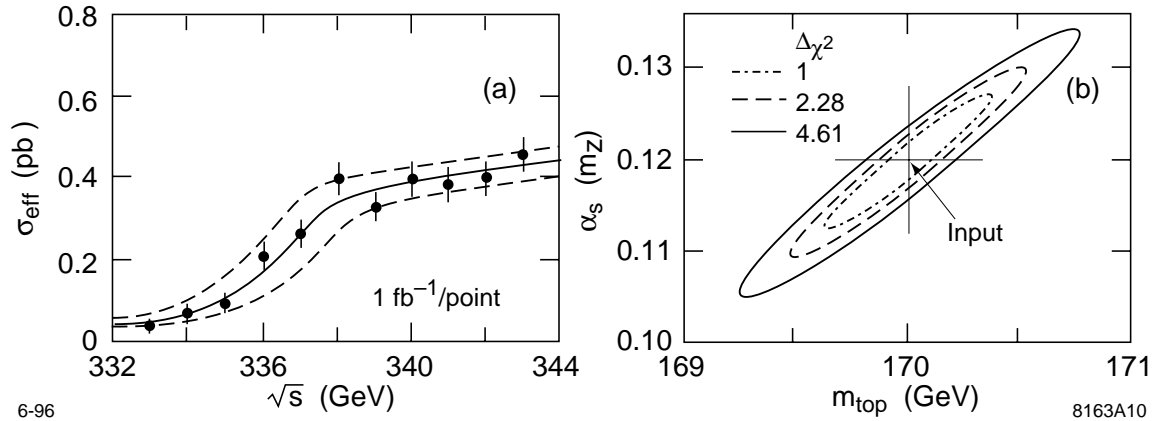 0.8
0.6
0.4
0.2
0
σeff (pb)
(a)
1 fb⁻¹/point
332 336 340 344
√s (GeV)
0.13
0.12
0.11
0.10
αs (mZ)
Δχ²
1
2.28
4.61
(b)
Input
169 170 171
mtop (GeV)
6-96
8163A10